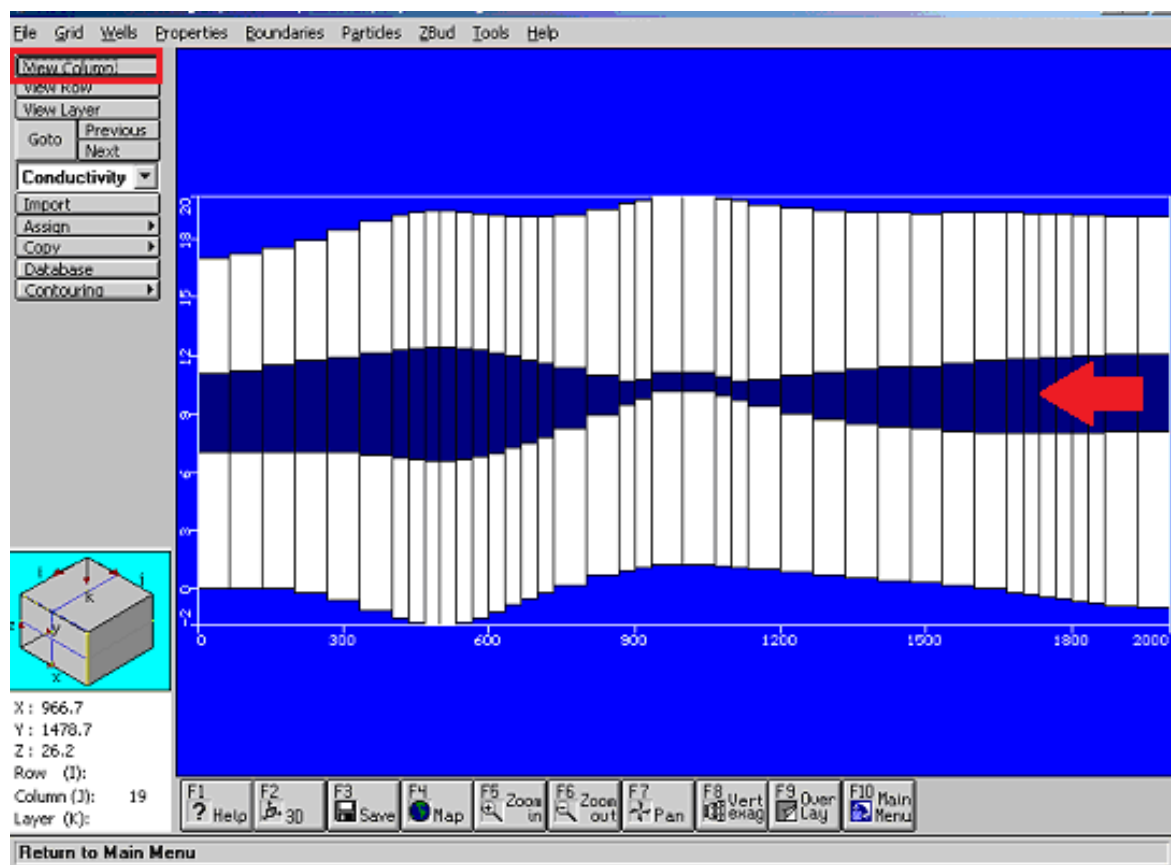 File Grid Wells Properties Boundaries Particles ZBud Tools Help
View Column
View Row
View Layer
Goto Previous
Next
Conductivity
Import
Assign
Copy
Database
Contouring
20
18
15
12
9
6
3
0
-2
0 300 600 900 1200 1500 1800 2000
i j
k
z y
x
X : 966.7
Y : 1478.7
Z : 26.2
Row (I):
Column (J): 19
Layer (K):
F1 ? Help
F2 3D
F3 Save
F4 Map
F5 Zoom in
F6 Zoom out
F7 Pan
F8 Vert exag
F9 Over Lay
F10 Main Menu
Return to Main Menu